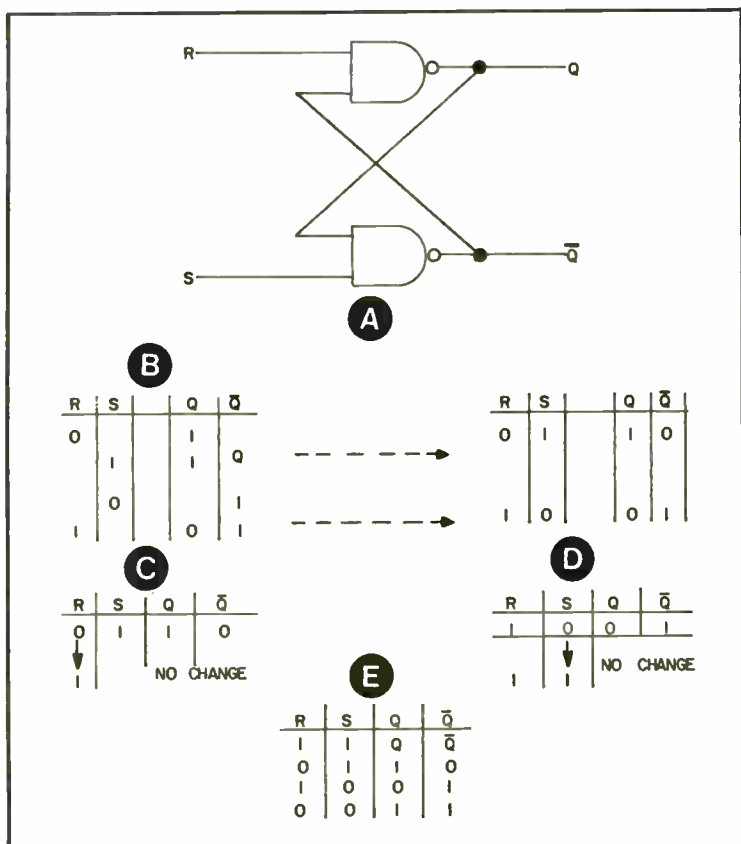 R Q
S Q̄
A
B
R S Q Q̄
0 1
1 1 Q
0 1
1 0 1
R S Q Q̄
0 1 1 0
1 0 0 1
C
R S Q Q̄
0 1 1 0
1 NO CHANGE
D
R S Q Q̄
1 0 0 1
1 1 NO CHANGE
E
R S Q Q̄
1 1 Q Q̄
0 1 1 0
1 0 0 1
0 0 1 1